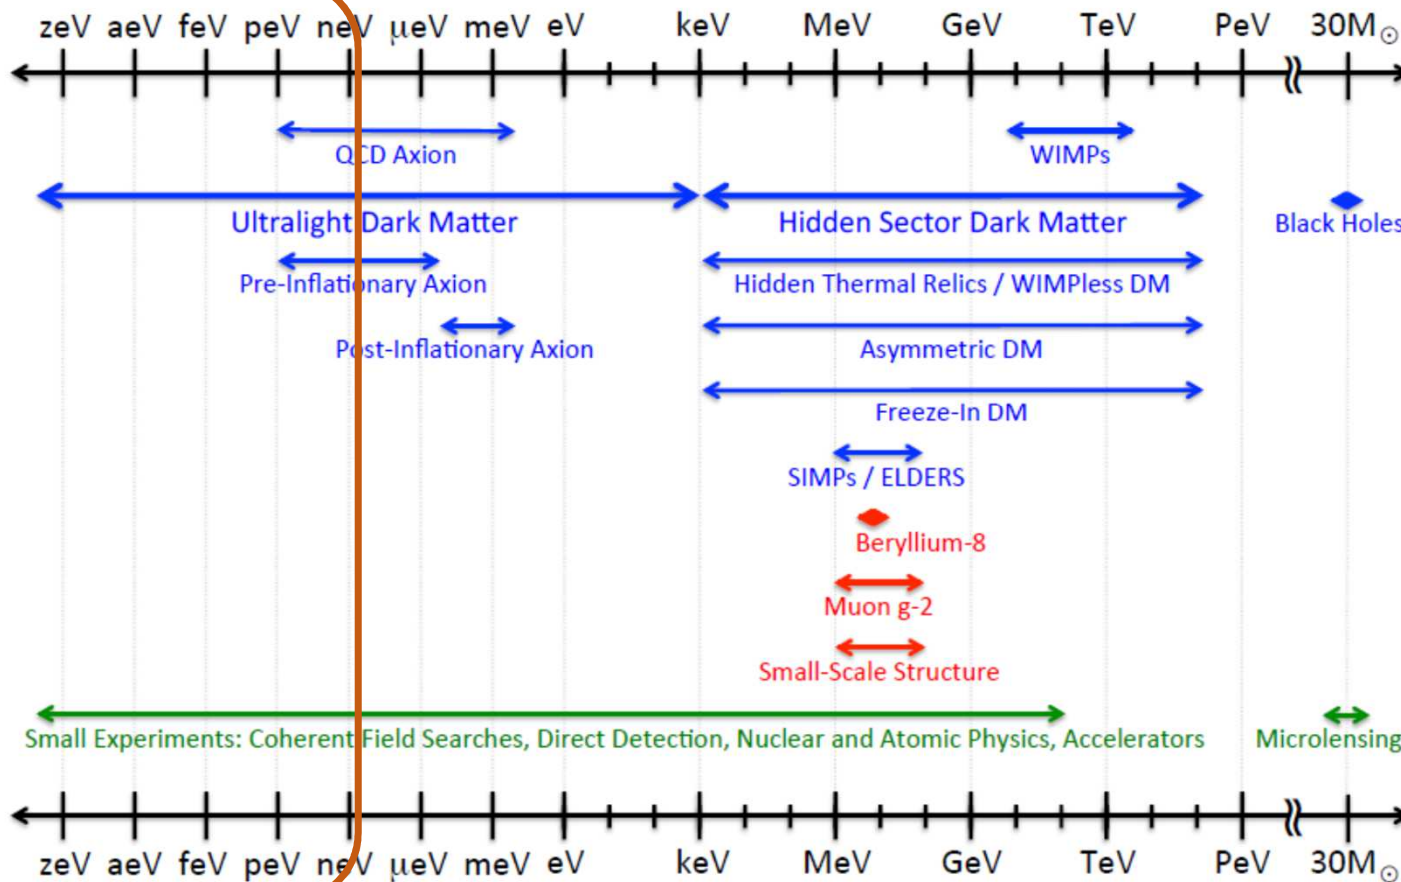 zeV aeV feV peV neV μeV meV eV keV MeV GeV TeV PeV 30M☉
QCD Axion WIMPs
Ultralight Dark Matter Hidden Sector Dark Matter Black Holes
Pre-Inflationary Axion Hidden Thermal Relics / WIMPless DM
Post-Inflationary Axion Asymmetric DM
Freeze-In DM
SIMPs / ELDERS
Beryllium-8
Muon g-2
Small-Scale Structure
Small Experiments: Coherent Field Searches, Direct Detection, Nuclear and Atomic Physics, Accelerators Microlensing
zeV aeV feV peV neV μeV meV eV keV MeV GeV TeV PeV 30M☉